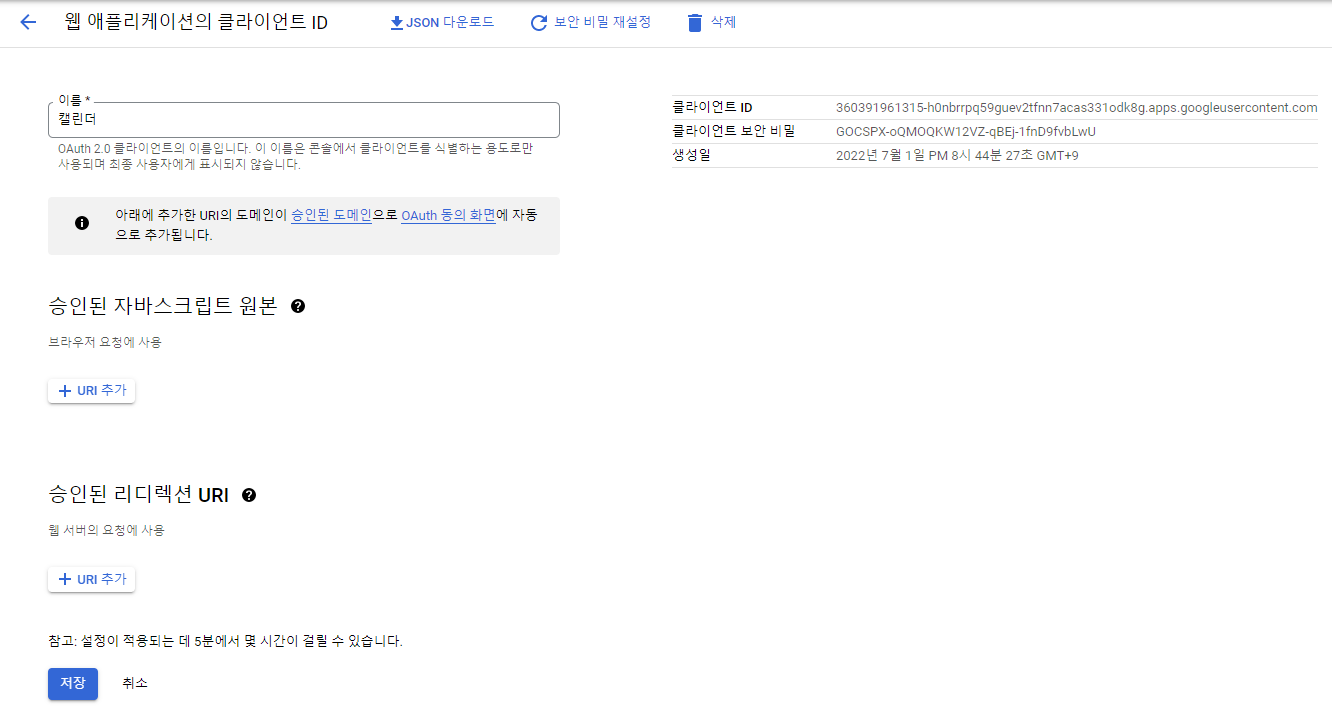 웹 애플리케이션의 클라이언트 ID
JSON 다운로드
보안 비밀 재설정
삭제
이름 *
캘린더
OAuth 2.0 클라이언트의 이름입니다. 이 이름은 콘솔에서 클라이언트를 식별하는 용도로만
사용되며 최종 사용자에게 표시되지 않습니다.
아래에 추가한 URI의 도메인이 승인된 도메인으로 OAuth 동의 화면에 자동
으로 추가됩니다.
승인된 자바스크립트 원본
브라우저 요청에 사용
URI 추가
승인된 리디렉션 URI
웹 서버의 요청에 사용
URI 추가
참고: 설정이 적용되는 데 5분에서 몇 시간이 걸릴 수 있습니다.
저장
취소
클라이언트 ID 360391961315-h0nbrrpq59guev2tfnn7acas331odk8g.apps.googleusercontent.com
클라이언트 보안 비밀 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
생성일 2022년 7월 1일 PM 8시 44분 27초 GMT+9